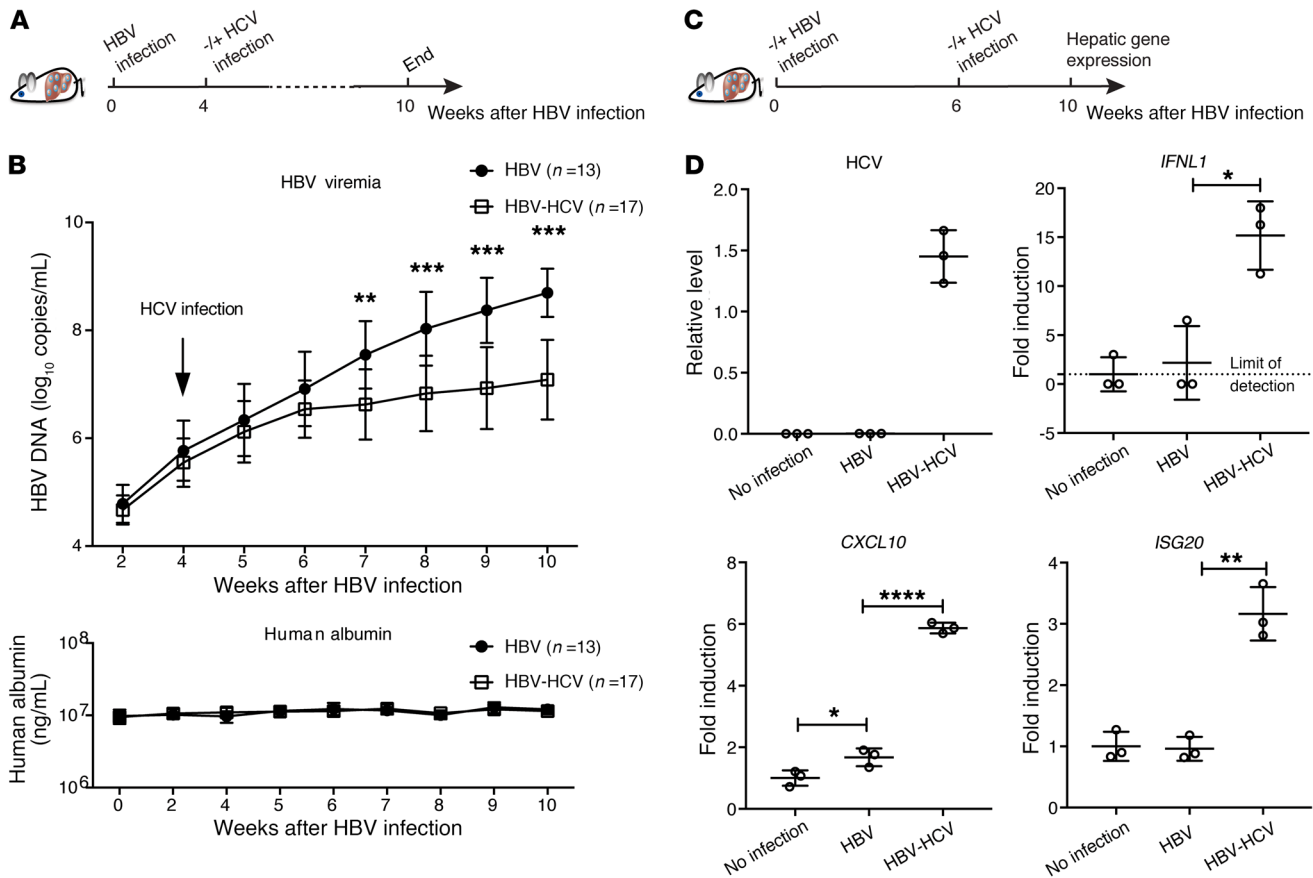 A
HBV
infection
-/+ HCV
infection
End
0
4
10
Weeks after HBV infection
B
HBV viremia
HBV (n =13)
HBV-HCV (n =17)
HBV DNA (log10 copies/mL)
10
8
6
4
HCV infection
**
***
***
***
2
4
5
6
7
8
9
10
Weeks after HBV infection
Human albumin
HBV (n =13)
HBV-HCV (n =17)
Human albumin
(ng/mL)
10^8
10^7
10^6
0
2
4
5
6
7
8
9
10
Weeks after HBV infection
C
-/+ HBV
infection
-/+ HCV
infection
Hepatic gene
expression
0
6
10
Weeks after HBV infection
D
HCV
Relative level
2.0
1.5
1.0
0.5
0.0
No infection
HBV
HBV-HCV
IFNL1
*
Fold induction
20
15
10
5
0
-5
Limit of
detection
No infection
HBV
HBV-HCV
CXCL10
****
*
Fold induction
8
6
4
2
0
No infection
HBV
HBV-HCV
ISG20
**
Fold induction
4
3
2
1
0
No infection
HBV
HBV-HCV